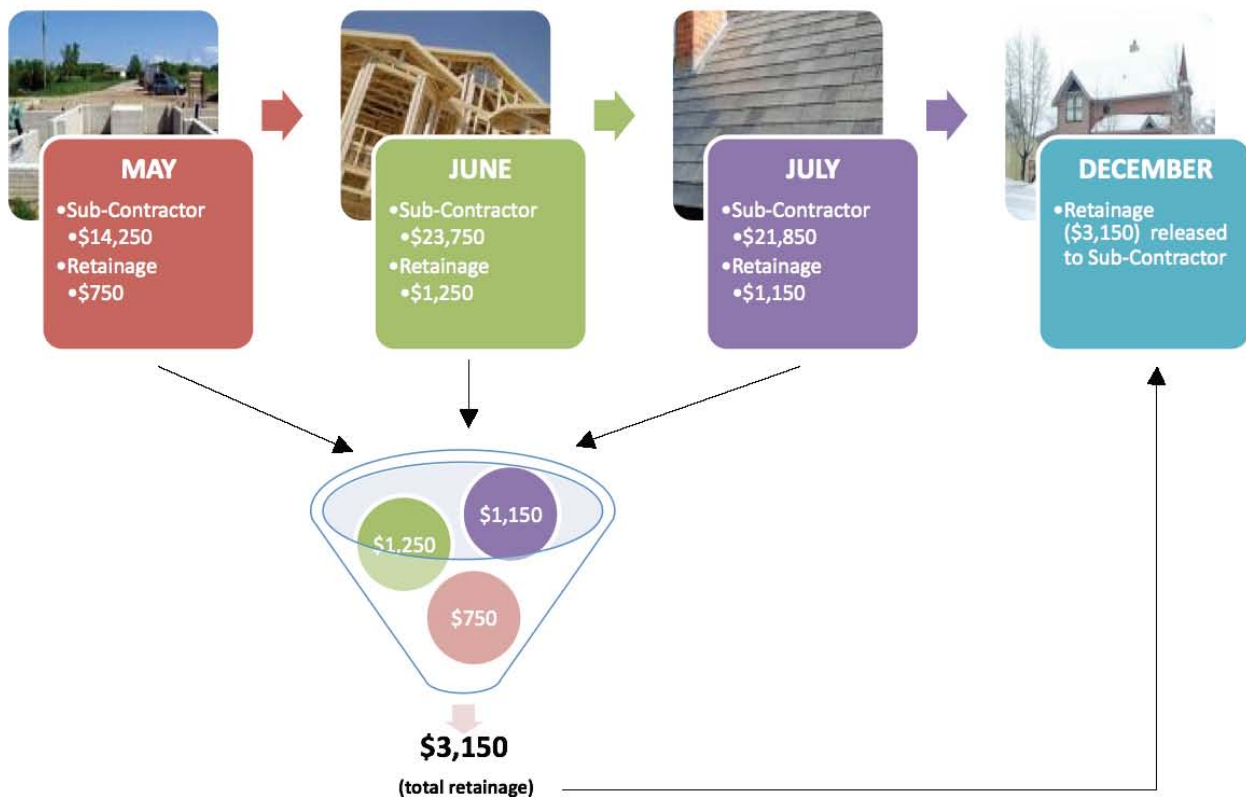 MAY
•Sub-Contractor
•$14,250
•Retainage
•$750
JUNE
•Sub-Contractor
•$23,750
•Retainage
•$1,250
JULY
•Sub-Contractor
•$21,850
•Retainage
•$1,150
DECEMBER
•Retainage
($3,150) released
to Sub-Contractor
$1,150
$1,250
$750
$3,150
(total retainage)